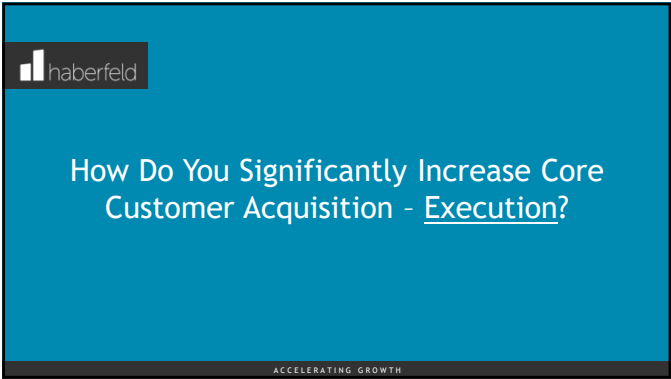 haberfeld
How Do You Significantly Increase Core
Customer Acquisition – Execution?
ACCELERATING GROWTH